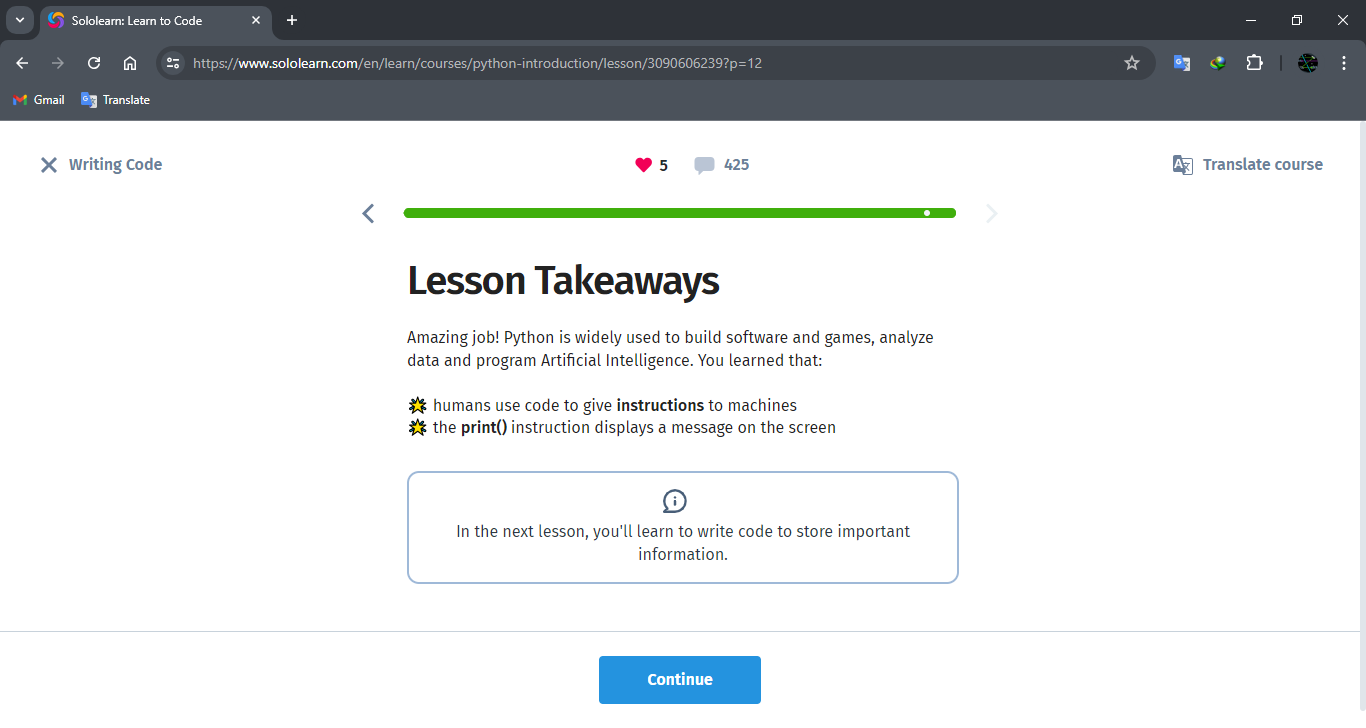 Sololearn: Learn to Code
https://www.sololearn.com/en/learn/courses/python-introduction/lesson/3090606239?p=12
Gmail
Translate
Writing Code
5
425
Translate course
Lesson Takeaways
Amazing job! Python is widely used to build software and games, analyze
data and program Artificial Intelligence. You learned that:
humans use code to give instructions to machines
the print() instruction displays a message on the screen
In the next lesson, you'll learn to write code to store important
information.
Continue